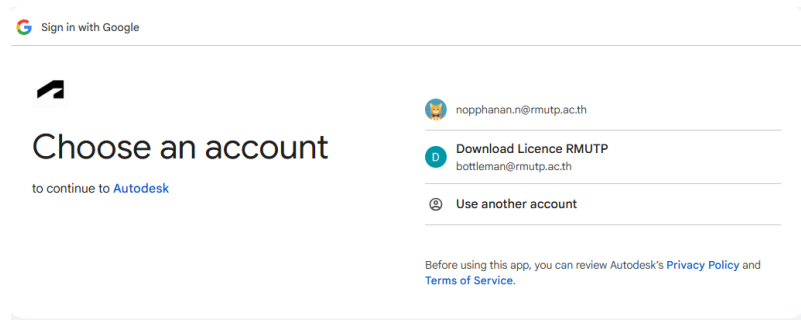 Sign in with Google
Choose an account
to continue to Autodesk
nopphanan.n@rmutp.ac.th
D
Download Licence RMUTP
bottleman@rmutp.ac.th
Use another account
Before using this app, you can review Autodesk's Privacy Policy and
Terms of Service.